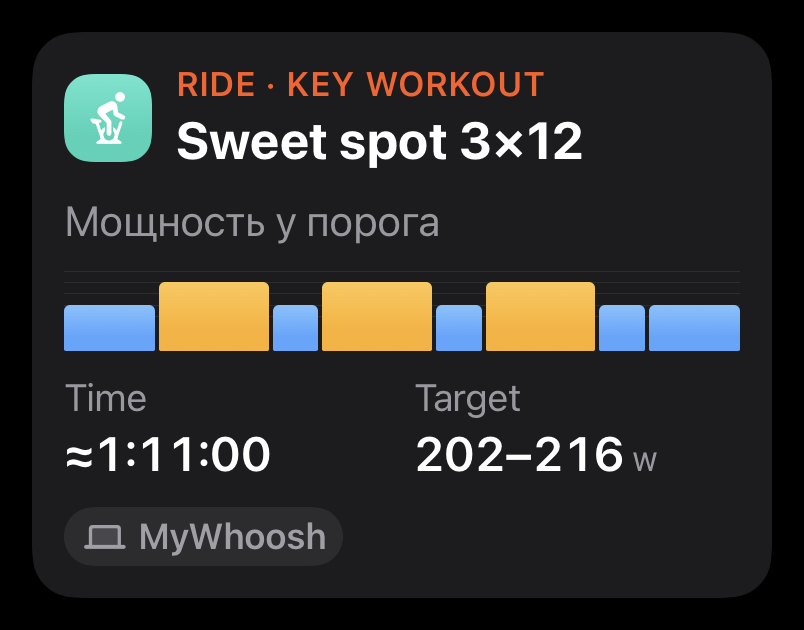 RIDE · KEY WORKOUT
Sweet spot 3×12
Мощность у порога
Time
≈1:11:00
Target
202–216 w
MyWhoosh